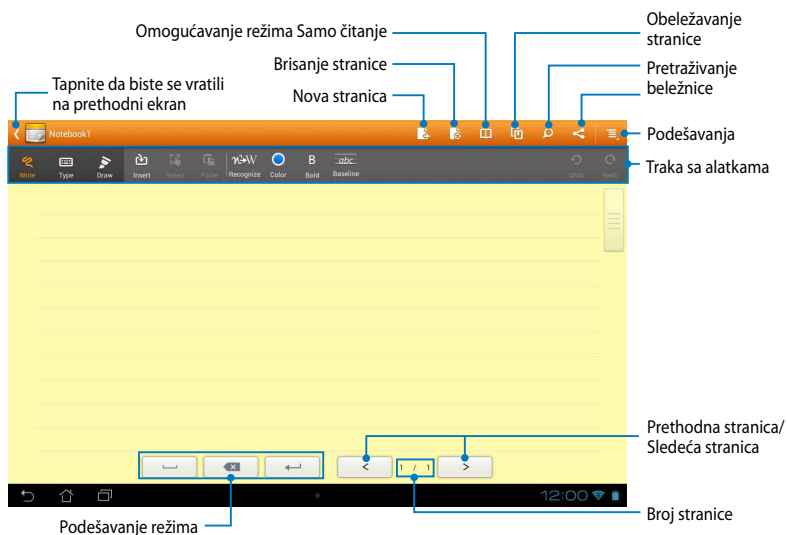 Omogućavanje režima Samo čitanje
Obeležavanje
stranice
Brisanje stranice
Pretraživanje
beležnice
Tapnite da biste se vratili
na prethodni ekran
Nova stranica
Podešavanja
Notebook1
Traka sa alatkama
Write Type Draw Insert Select Paste Recognize Color Bold Baseline Undo Redo
n W B abc
Prethodna stranica/
Sledeća stranica
< 1 / 1 >
12:00
Broj stranice
Podešavanje režima